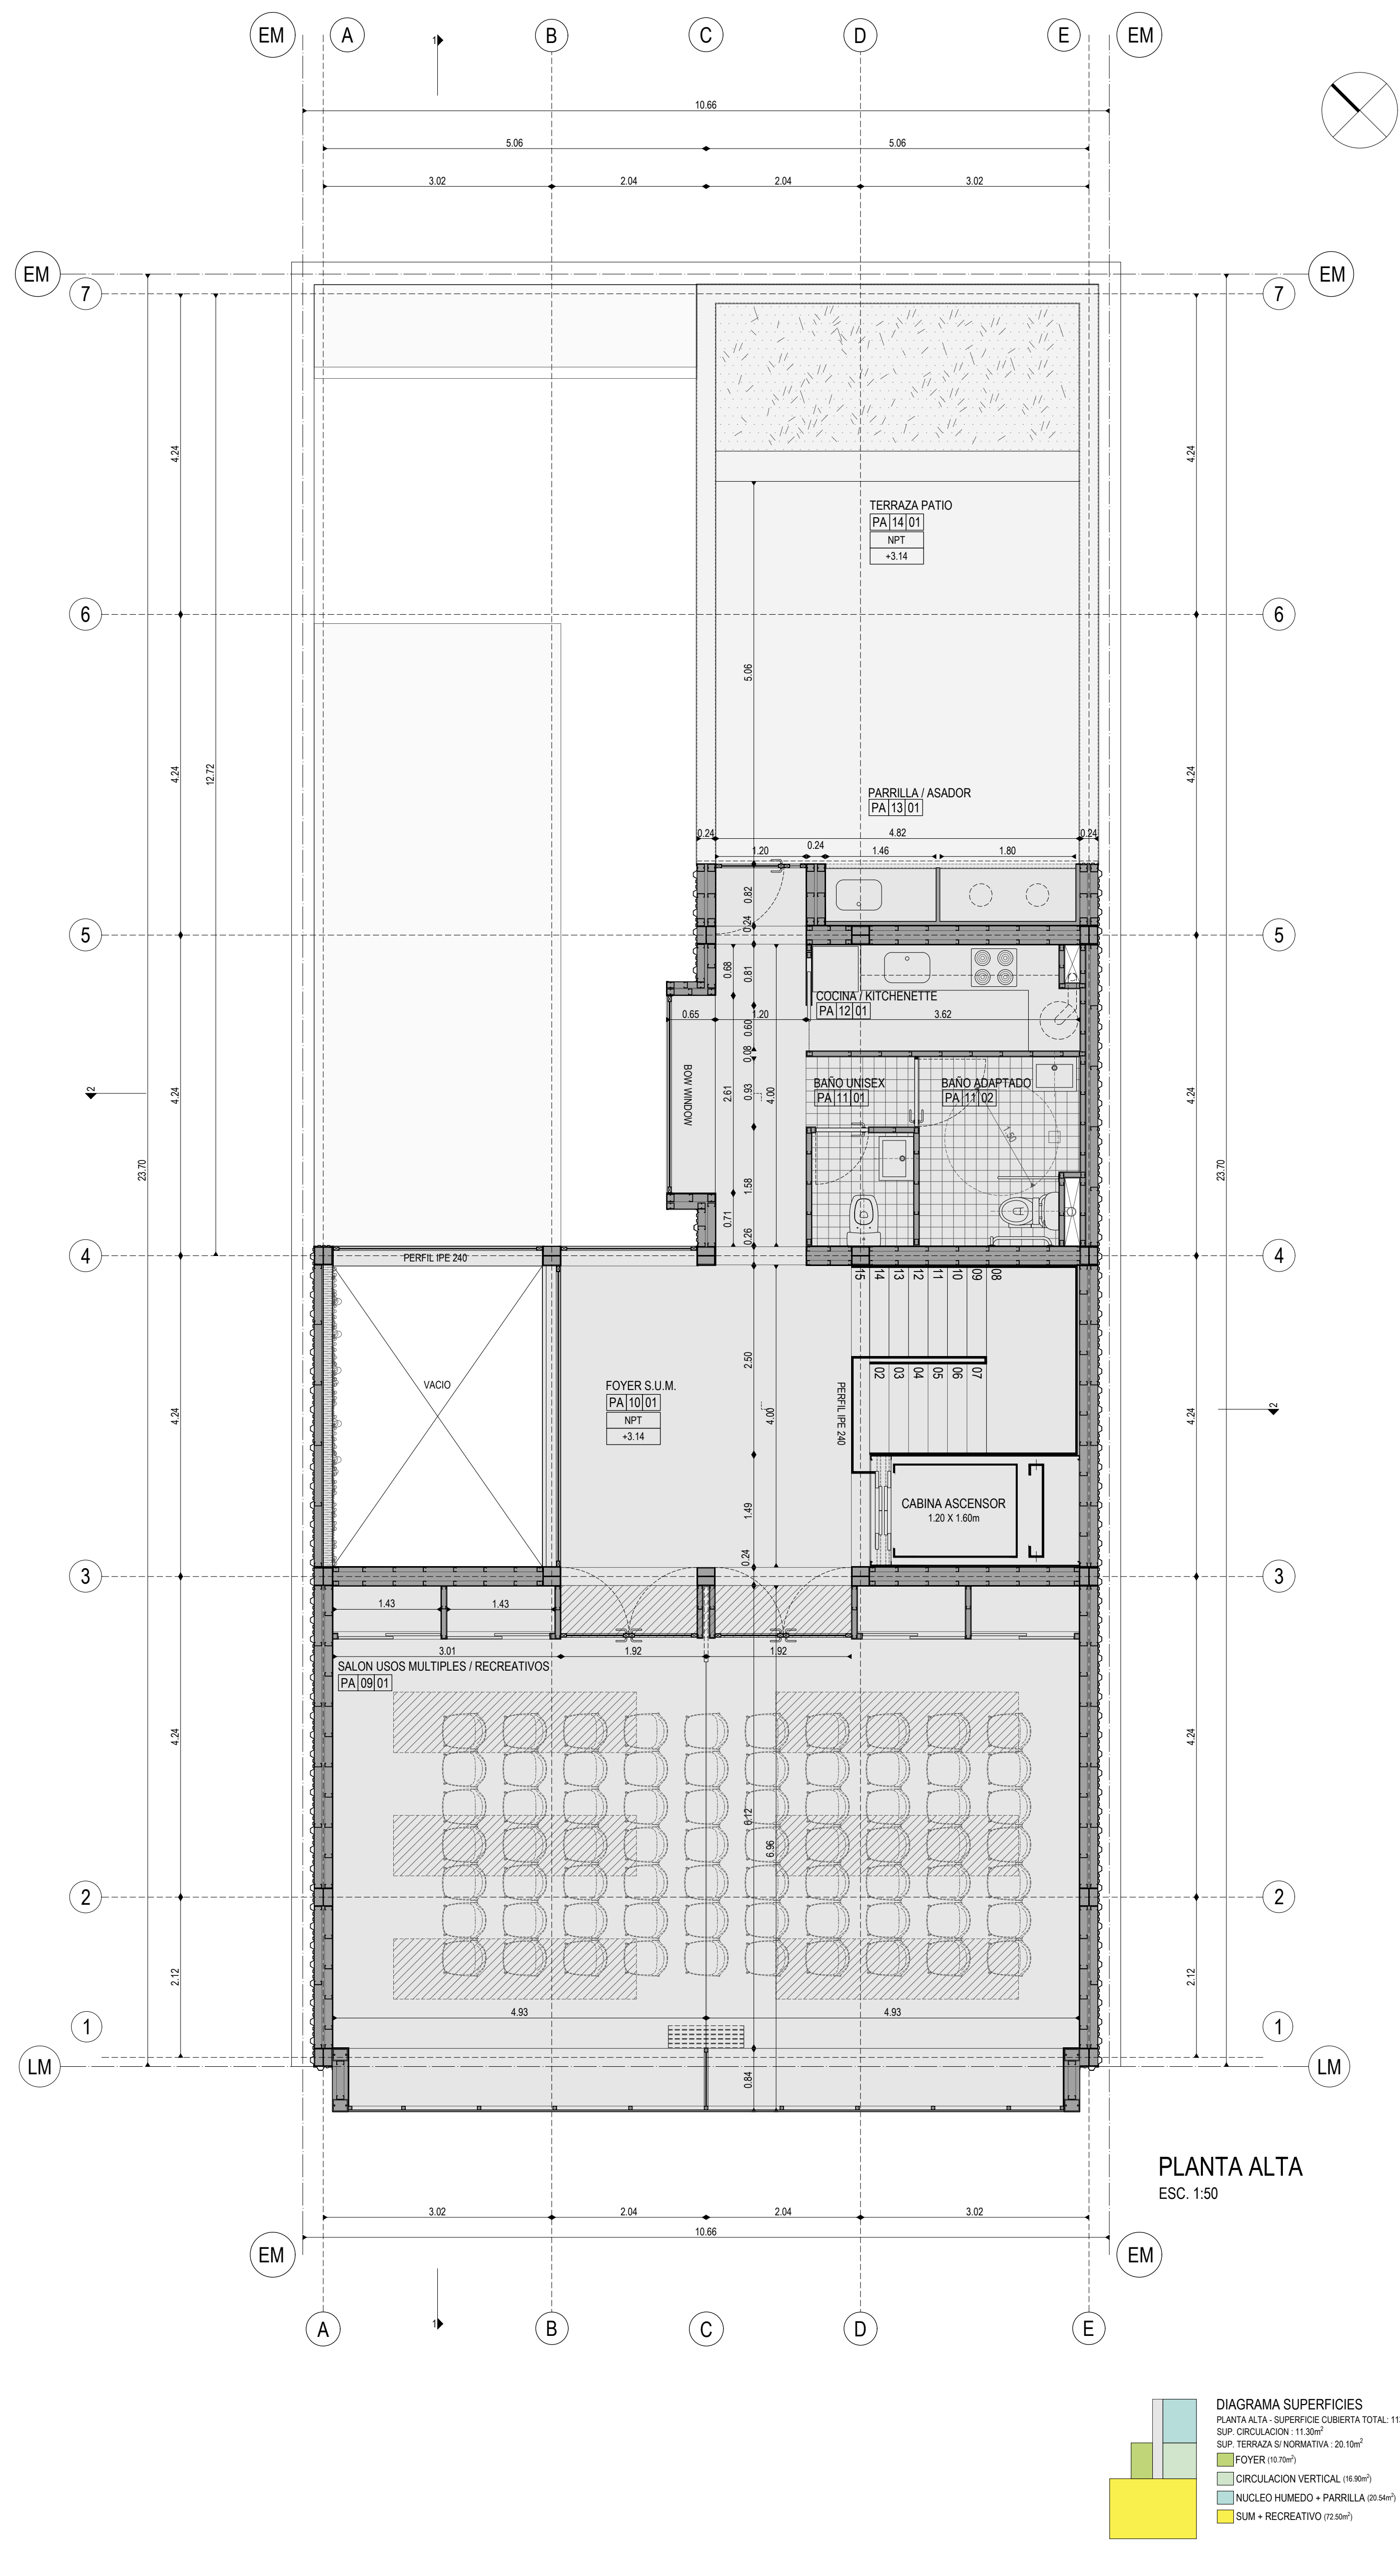 EM A B C D E EM
1
10.66
5.06 5.06
3.02 2.04 2.04 3.02
EM EM
7 7
4.24 4.24
TERRAZA PATIO
PA 14 01
NPT
+3.14
6 6
5.06
4.24 12.72 4.24
PARRILLA / ASADOR
PA 13 01
0.24 4.82 0.24
1.20 0.24 1.46 1.80
0.82
0.24
5 5
0.68 0.81
COCINA / KITCHENETTE
PA 12 01
0.65 1.20 3.62
0.60
0.08
BOW WINDOW
BAÑO UNISEX
PA 11 01
BAÑO ADAPTADO
PA 11 02
2 4.24 2.61 0.93 4.00 4.24
1.50
23.70 23.70
1.58
0.71
0.26
4 4
PERFIL IPE 240
15 14 13 12 11 10 09 08
2.50
02 03 04 05 06 07
VACIO
FOYER S.U.M.
PA 10 01
NPT
+3.14
PERFIL IPE 240
4.24 4.00 4.24 2
1.49
CABINA ASCENSOR
1.20 X 1.60m
0.24
3 3
1.43 1.43
3.01 1.92 1.92
SALON USOS MULTIPLES / RECREATIVOS
PA 09 01
4.24 4.24
6.12
6.96
2 2
2.12 2.12
4.93 4.93
1 1
LM LM
0.84
PLANTA ALTA
ESC. 1:50
3.02 2.04 2.04 3.02
10.66
EM EM
1
A B C D E
DIAGRAMA SUPERFICIES
PLANTA ALTA - SUPERFICIE CUBIERTA TOTAL:
SUP. CIRCULACION : 11.30m²
SUP. TERRAZA S/ NORMATIVA : 20.10m²
FOYER (10.70m²)
CIRCULACION VERTICAL (16.90m²)
NUCLEO HUMEDO + PARRILLA (20.54m²)
SUM + RECREATIVO (72.50m²)